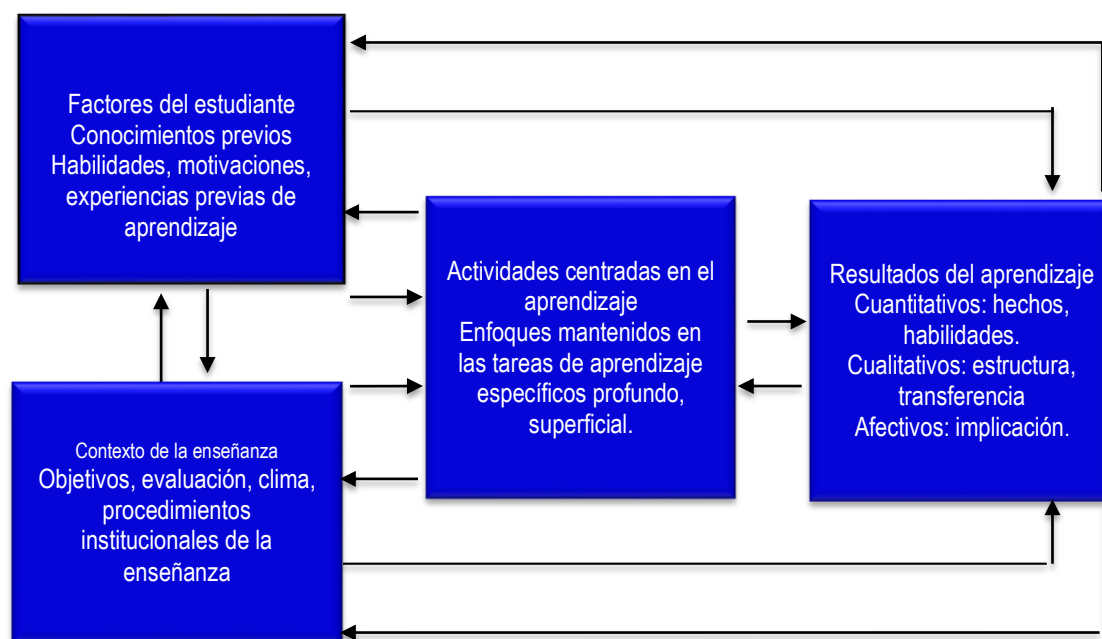 Factores del estudiante
Conocimientos previos
Habilidades, motivaciones,
experiencias previas de
aprendizaje
Contexto de la enseñanza
Objetivos, evaluación, clima,
procedimientos
institucionales de la
enseñanza
Actividades centradas en el
aprendizaje
Enfoques mantenidos en
las tareas de aprendizaje
específicos profundo,
superficial.
Resultados del aprendizaje
Cuantitativos: hechos,
habilidades.
Cualitativos: estructura,
transferencia
Afectivos: implicación.